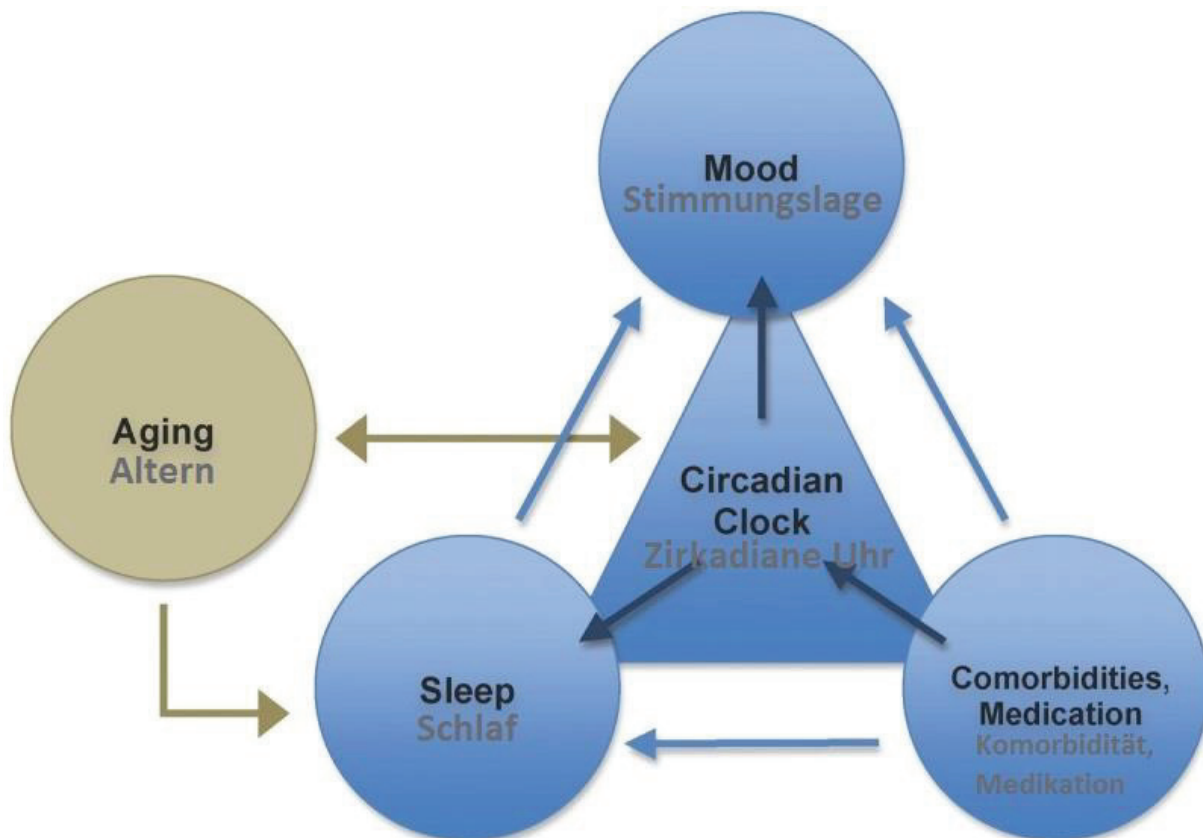 Mood
Stimmungslage
Aging
Altern
Circadian
Clock
Zirkadiane Uhr
Sleep
Schlaf
Comorbidities,
Medication
Komorbidität,
Medikation